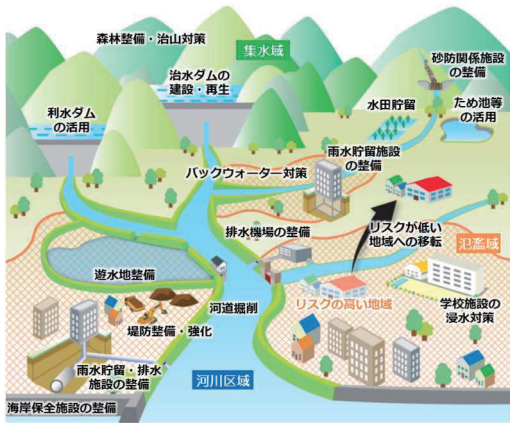 森林整備・治山対策
集水域
砂防関係施設
の整備
治水ダムの
建設・再生
水田貯留
ため池等
の活用
利水ダム
の活用
雨水貯留施設
の整備
バックウォーター対策
排水機場の整備
リスクが低い
地域への移転
氾濫域
遊水地整備
河道掘削
リスクの高い地域
学校施設の
浸水対策
堤防整備・強化
雨水貯留・排水
施設の整備
河川区域
海岸保全施設の整備